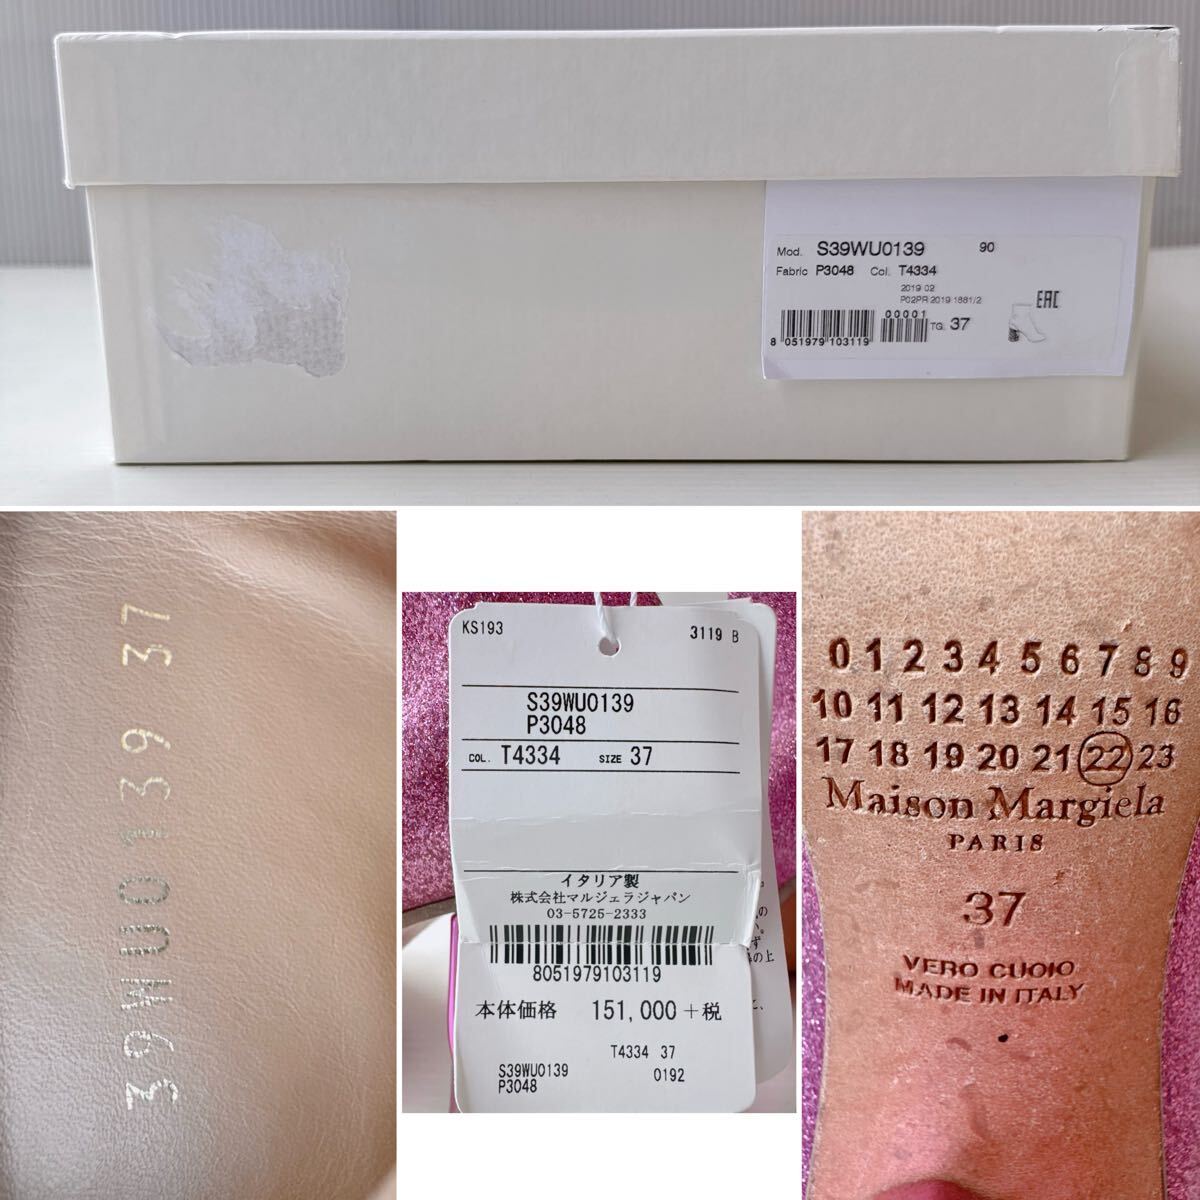 Mod. S39WU0139 90
Fabric P3048 Col. T4334
2019 02
P02PR 2019 1881/2
EAC
00001
TG. 37
8 051979 103119
39WU0139 39 37
KS193 3119 B
S39WU0139
P3048
COL. T4334 SIZE 37
イタリア製
株式会社マルジェラジャパン
03-5725-2333
8051979103119
本体価格 151,000+税
T4334 37
S39WU0139 0192
P3048
0 1 2 3 4 5 6 7 8 9
10 11 12 13 14 15 16
17 18 19 20 21 22 23
Maison Margiela
PARIS
37
VERO CUOIO
MADE IN ITALY